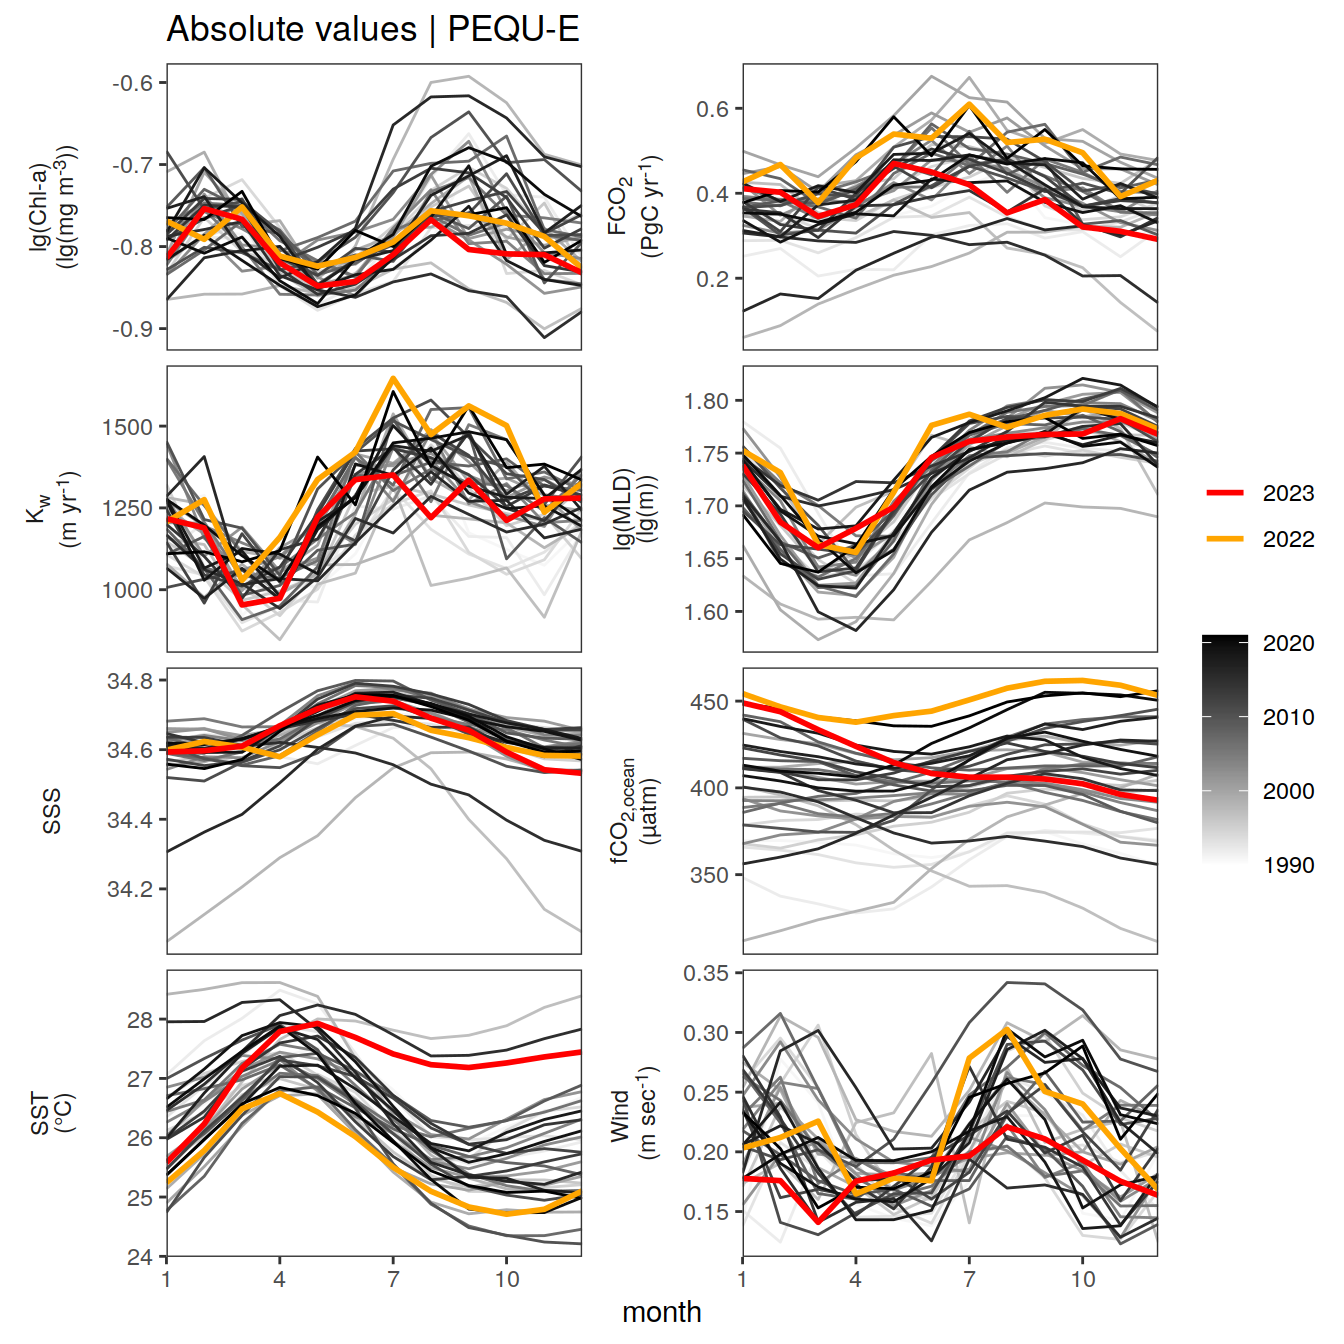 Absolute values | PEQU-E
lg(Chl-a)
(lg(mg m⁻³))
-0.6
-0.7
-0.8
-0.9
FCO₂
(PgC yr⁻¹)
0.6
0.4
0.2
K_w
(m yr⁻¹)
1500
1250
1000
lg(MLD)
(lg(m))
1.80
1.75
1.70
1.65
1.60
SSS
34.8
34.6
34.4
34.2
fCO₂,ocean
(µatm)
450
400
350
SST
(°C)
28
27
26
25
24
Wind
(m sec⁻¹)
0.35
0.30
0.25
0.20
0.15
1
4
7
10
1
4
7
10
month
2023
2022
2020
2010
2000
1990